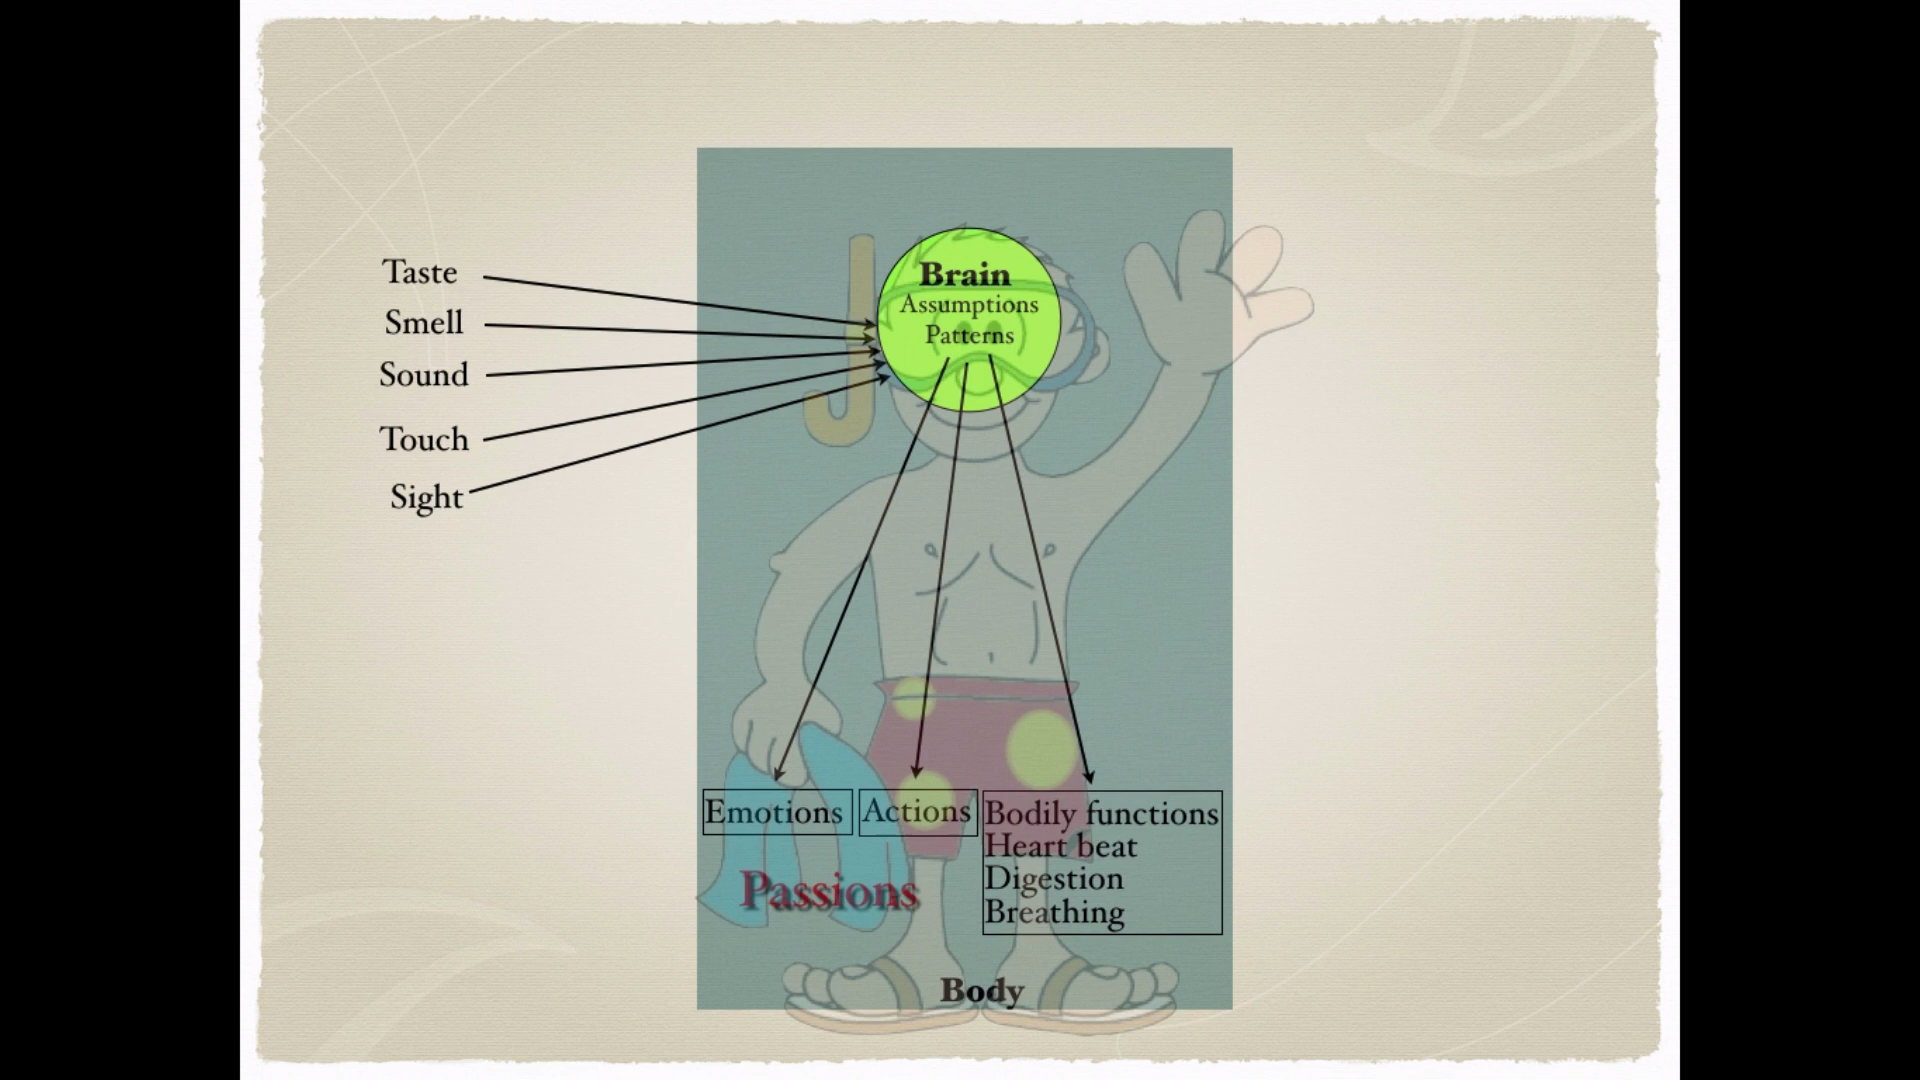 Taste
Smell
Sound
Touch
Sight
Brain
Assumptions
Patterns
Emotions
Actions
Bodily functions
Heart beat
Digestion
Breathing
Passions
Body